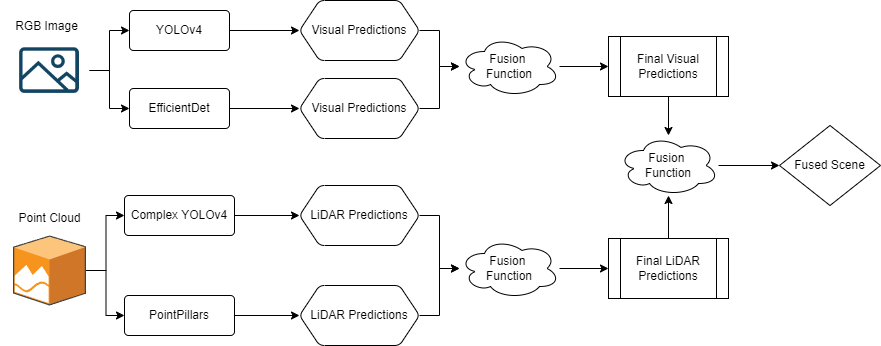 RGB Image
YOLOv4
Visual Predictions
Fusion
Function
Final Visual
Predictions
EfficientDet
Visual Predictions
Fusion
Function
Fused Scene
Point Cloud
Complex YOLOv4
LiDAR Predictions
Fusion
Function
Final LiDAR
Predictions
PointPillars
LiDAR Predictions